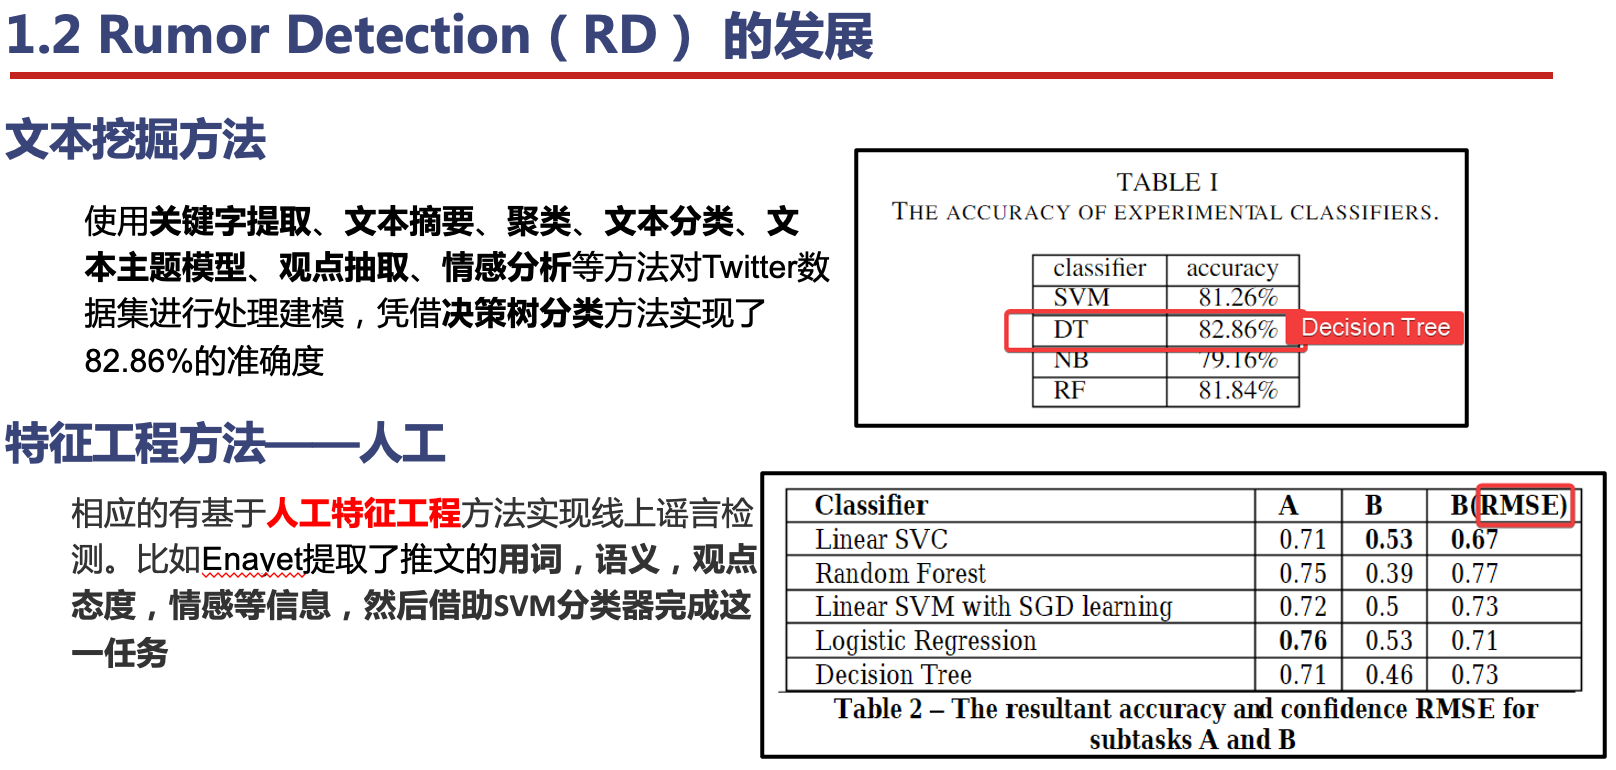 1.2 Rumor Detection（RD） 的发展
文本挖掘方法
使用关键字提取、文本摘要、聚类、文本分类、文
本主题模型、观点抽取、情感分析等方法对Twitter数
据集进行处理建模，凭借决策树分类方法实现了
82.86%的准确度
TABLE I
THE ACCURACY OF EXPERIMENTAL CLASSIFIERS.
classifier accuracy
SVM 81.26%
DT 82.86% Decision Tree
NB 79.16%
RF 81.84%
特征工程方法——人工
相应的有基于人工特征工程方法实现线上谣言检
测。比如Enayet提取了推文的用词，语义，观点
态度，情感等信息，然后借助SVM分类器完成这
一任务
Classifier A B B(RMSE)
Linear SVC 0.71 0.53 0.67
Random Forest 0.75 0.39 0.77
Linear SVM with SGD learning 0.72 0.5 0.73
Logistic Regression 0.76 0.53 0.71
Decision Tree 0.71 0.46 0.73
Table 2 – The resultant accuracy and confidence RMSE for
subtasks A and B